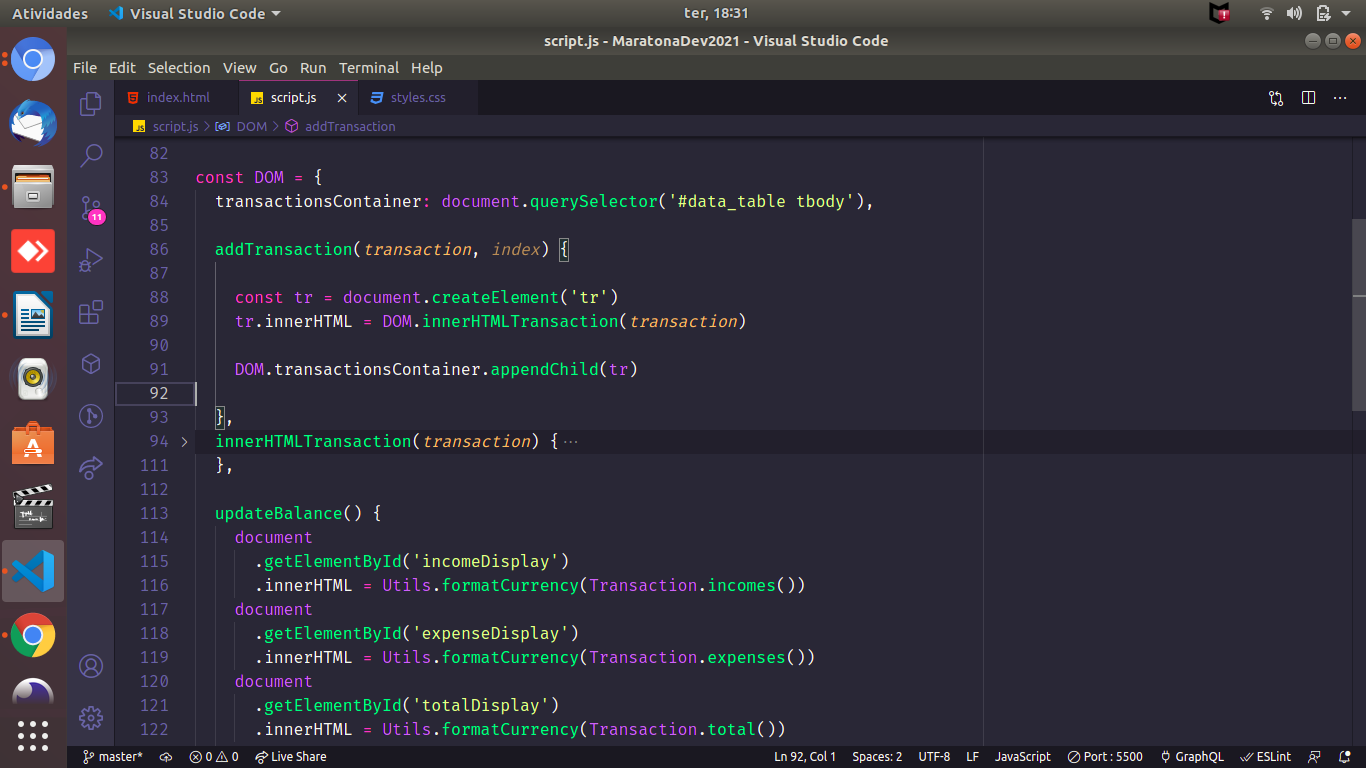 Atividades Visual Studio Code ter, 18:31
script.js - MaratonaDev2021 - Visual Studio Code
File Edit Selection View Go Run Terminal Help
index.html JS script.js styles.css
JS script.js DOM addTransaction
82
83 const DOM = {
84 transactionsContainer: document.querySelector('#data_table tbody'),
85
86 addTransaction(transaction, index) {
87
88 const tr = document.createElement('tr')
89 tr.innerHTML = DOM.innerHTMLTransaction(transaction)
90
91 DOM.transactionsContainer.appendChild(tr)
92
93 },
94 innerHTMLTransaction(transaction) {···
111 },
112
113 updateBalance() {
114 document
115 .getElementById('incomeDisplay')
116 .innerHTML = Utils.formatCurrency(Transaction.incomes())
117 document
118 .getElementById('expenseDisplay')
119 .innerHTML = Utils.formatCurrency(Transaction.expenses())
120 document
121 .getElementById('totalDisplay')
122 .innerHTML = Utils.formatCurrency(Transaction.total())
11
master* 0 0 Live Share Ln 92, Col 1 Spaces: 2 UTF-8 LF JavaScript Port : 5500 GraphQL ESLint